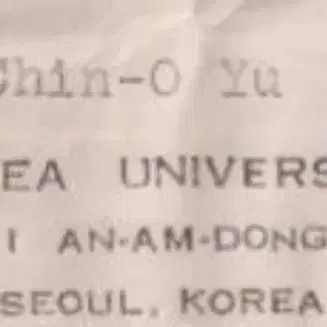 Chin-O Yu
EA UNIVERS
I AN-AM-DONG
SEOUL, KOREA